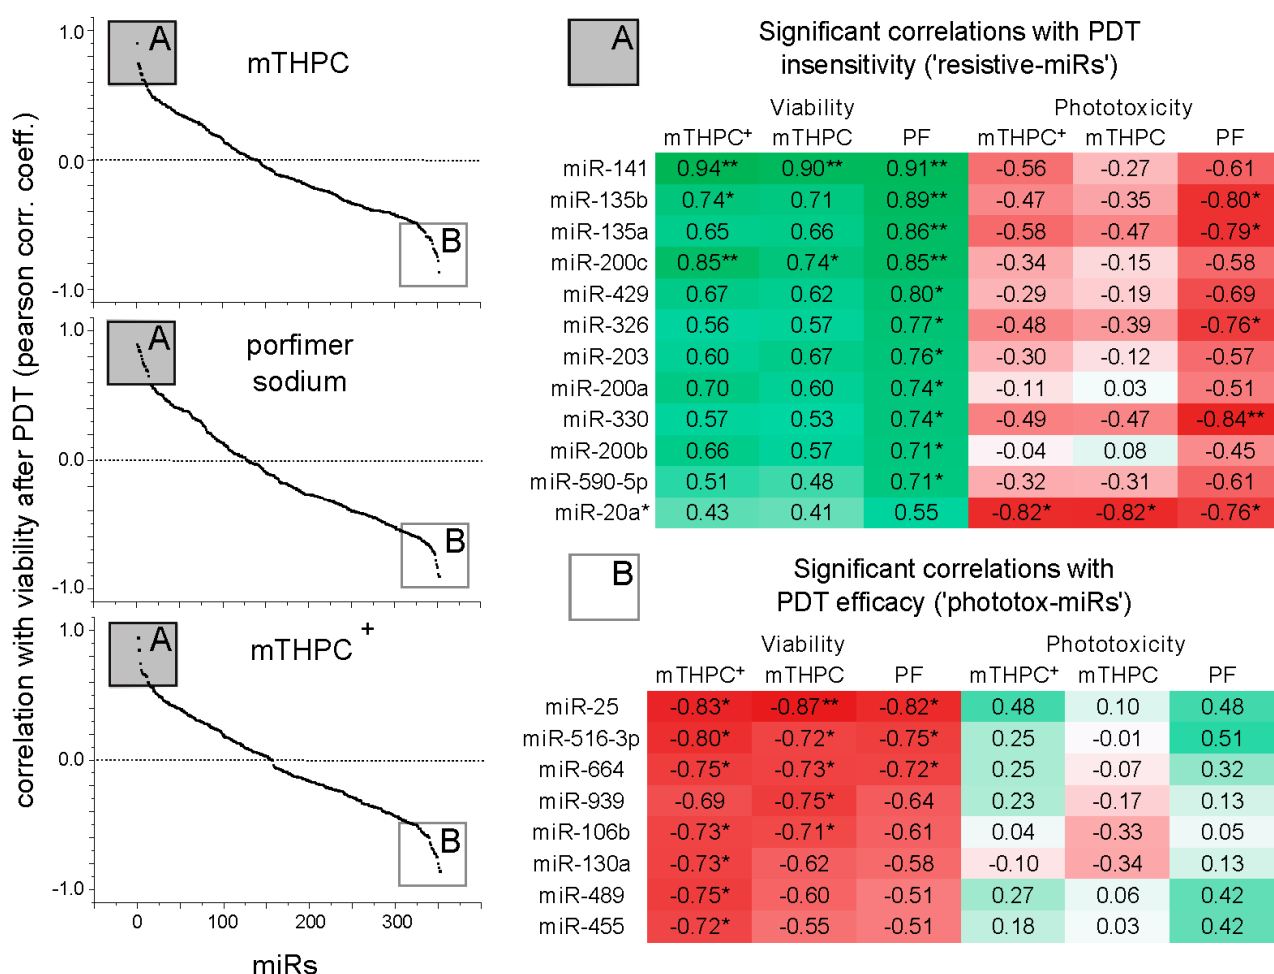 correlation with viability after PDT (pearson corr. coeff.)
1.0
A
mTHPC
0.0
B
-1.0
1.0
A
porfimer
sodium
0.0
B
-1.0
1.0
A
mTHPC+
0.0
B
-1.0
0 100 200 300
miRs
A
Significant correlations with PDT
insensitivity ('resistive-miRs')
Viability Phototoxicity
mTHPC+ mTHPC PF mTHPC+ mTHPC PF
miR-141 0.94** 0.90** 0.91** -0.56 -0.27 -0.61
miR-135b 0.74* 0.71 0.89** -0.47 -0.35 -0.80*
miR-135a 0.65 0.66 0.86** -0.58 -0.47 -0.79*
miR-200c 0.85** 0.74* 0.85** -0.34 -0.15 -0.58
miR-429 0.67 0.62 0.80* -0.29 -0.19 -0.69
miR-326 0.56 0.57 0.77* -0.48 -0.39 -0.76*
miR-203 0.60 0.67 0.76* -0.30 -0.12 -0.57
miR-200a 0.70 0.60 0.74* -0.11 0.03 -0.51
miR-330 0.57 0.53 0.74* -0.49 -0.47 -0.84**
miR-200b 0.66 0.57 0.71* -0.04 0.08 -0.45
miR-590-5p 0.51 0.48 0.71* -0.32 -0.31 -0.61
miR-20a* 0.43 0.41 0.55 -0.82* -0.82* -0.76*
B
Significant correlations with
PDT efficacy ('phototox-miRs')
Viability Phototoxicity
mTHPC+ mTHPC PF mTHPC+ mTHPC PF
miR-25 -0.83* -0.87** -0.82* 0.48 0.10 0.48
miR-516-3p -0.80* -0.72* -0.75* 0.25 -0.01 0.51
miR-664 -0.75* -0.73* -0.72* 0.25 -0.07 0.32
miR-939 -0.69 -0.75* -0.64 0.23 -0.17 0.13
miR-106b -0.73* -0.71* -0.61 0.04 -0.33 0.05
miR-130a -0.73* -0.62 -0.58 -0.10 -0.34 0.13
miR-489 -0.75* -0.60 -0.51 0.27 0.06 0.42
miR-455 -0.72* -0.55 -0.51 0.18 0.03 0.42